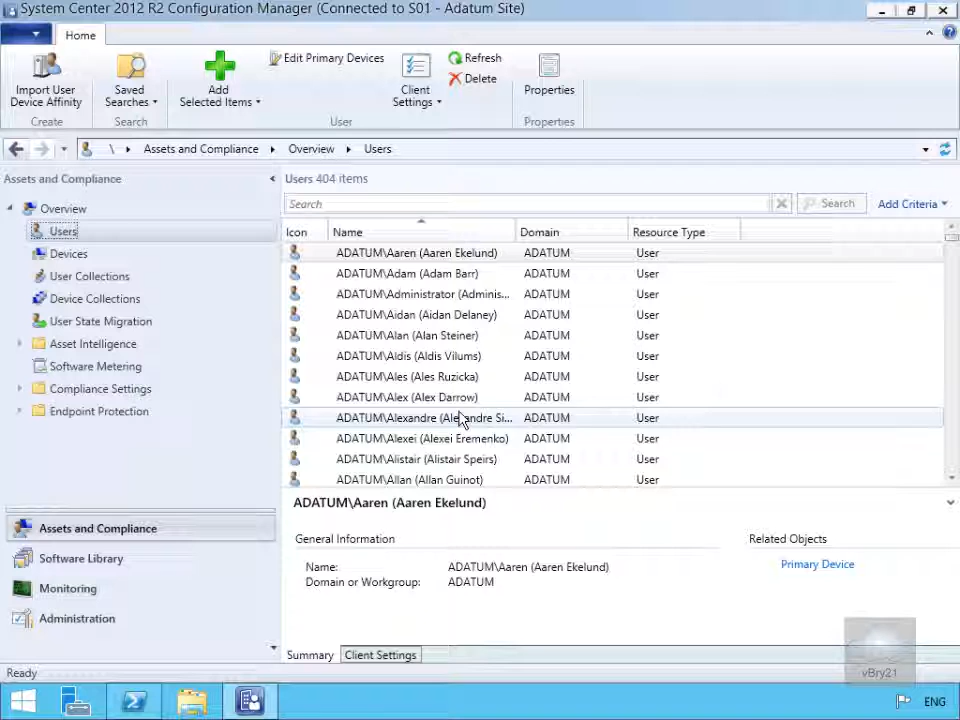 System Center 2012 R2 Configuration Manager (Connected to S01 - Adatum Site)
Home
Import User Device Affinity
Saved Searches
Add Selected Items
Edit Primary Devices
Client Settings
Refresh
Delete
Properties
Create
Search
User
Properties
\ Assets and Compliance Overview Users
Assets and Compliance
Overview
Users
Devices
User Collections
Device Collections
User State Migration
Asset Intelligence
Software Metering
Compliance Settings
Endpoint Protection
Assets and Compliance
Software Library
Monitoring
Administration
Users 404 items
Search Search Add Criteria
Icon Name Domain Resource Type
ADATUM\Aaren (Aaren Ekelund) ADATUM User
ADATUM\Adam (Adam Barr) ADATUM User
ADATUM\Administrator (Adminis... ADATUM User
ADATUM\Aidan (Aidan Delaney) ADATUM User
ADATUM\Alan (Alan Steiner) ADATUM User
ADATUM\Aldis (Aldis Vilums) ADATUM User
ADATUM\Ales (Ales Ruzicka) ADATUM User
ADATUM\Alex (Alex Darrow) ADATUM User
ADATUM\Alexandre (Alexandre Si... ADATUM User
ADATUM\Alexei (Alexei Eremenko) ADATUM User
ADATUM\Alistair (Alistair Speirs) ADATUM User
ADATUM\Allan (Allan Guinot) ADATUM User
ADATUM\Aaren (Aaren Ekelund)
General Information
Name: ADATUM\Aaren (Aaren Ekelund)
Domain or Workgroup: ADATUM
Related Objects
Primary Device
Summary Client Settings
vBry21
Ready
ENG